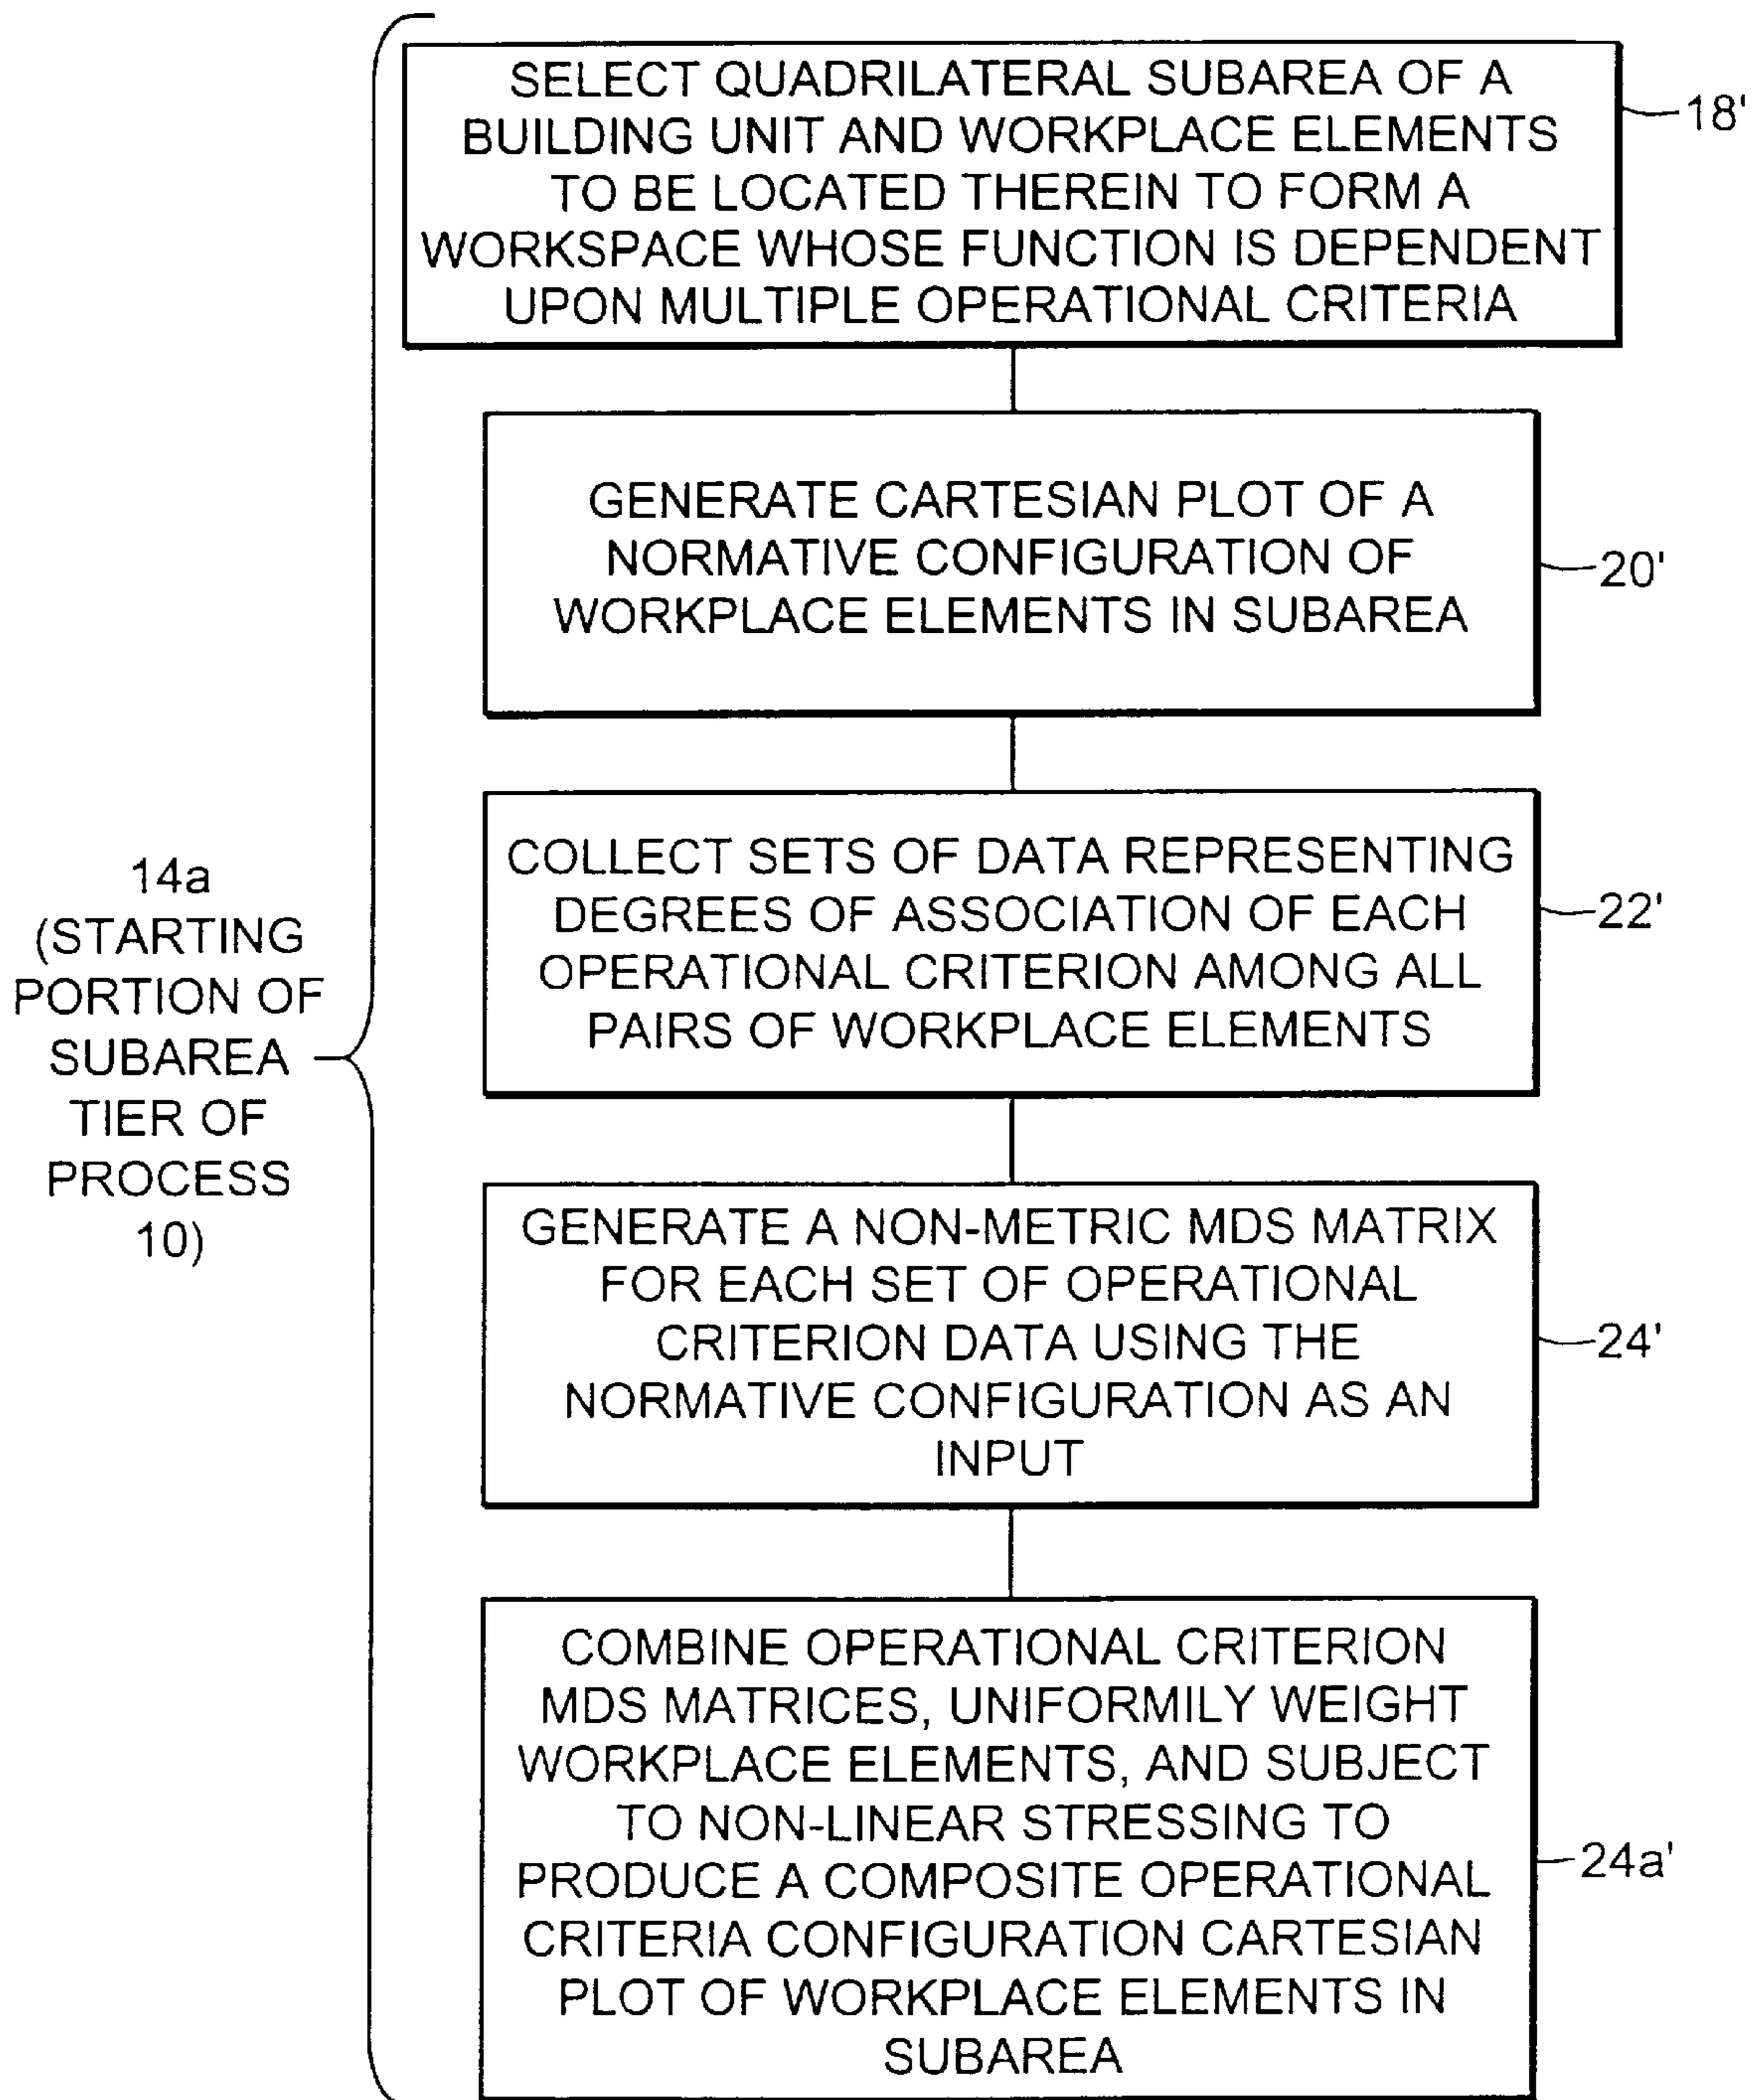 SELECT QUADRILATERAL SUBAREA OF A
BUILDING UNIT AND WORKPLACE ELEMENTS
TO BE LOCATED THEREIN TO FORM A
WORKSPACE WHOSE FUNCTION IS DEPENDENT
UPON MULTIPLE OPERATIONAL CRITERIA
18'
GENERATE CARTESIAN PLOT OF A
NORMATIVE CONFIGURATION OF
WORKPLACE ELEMENTS IN SUBAREA
20'
COLLECT SETS OF DATA REPRESENTING
DEGREES OF ASSOCIATION OF EACH
OPERATIONAL CRITERION AMONG ALL
PAIRS OF WORKPLACE ELEMENTS
22'
14a
(STARTING
PORTION OF
SUBAREA
TIER OF
PROCESS
10)
GENERATE A NON-METRIC MDS MATRIX
FOR EACH SET OF OPERATIONAL
CRITERION DATA USING THE
NORMATIVE CONFIGURATION AS AN
INPUT
24'
COMBINE OPERATIONAL CRITERION
MDS MATRICES, UNIFORMILY WEIGHT
WORKPLACE ELEMENTS, AND SUBJECT
TO NON-LINEAR STRESSING TO
PRODUCE A COMPOSITE OPERATIONAL
CRITERIA CONFIGURATION CARTESIAN
PLOT OF WORKPLACE ELEMENTS IN
SUBAREA
24a'